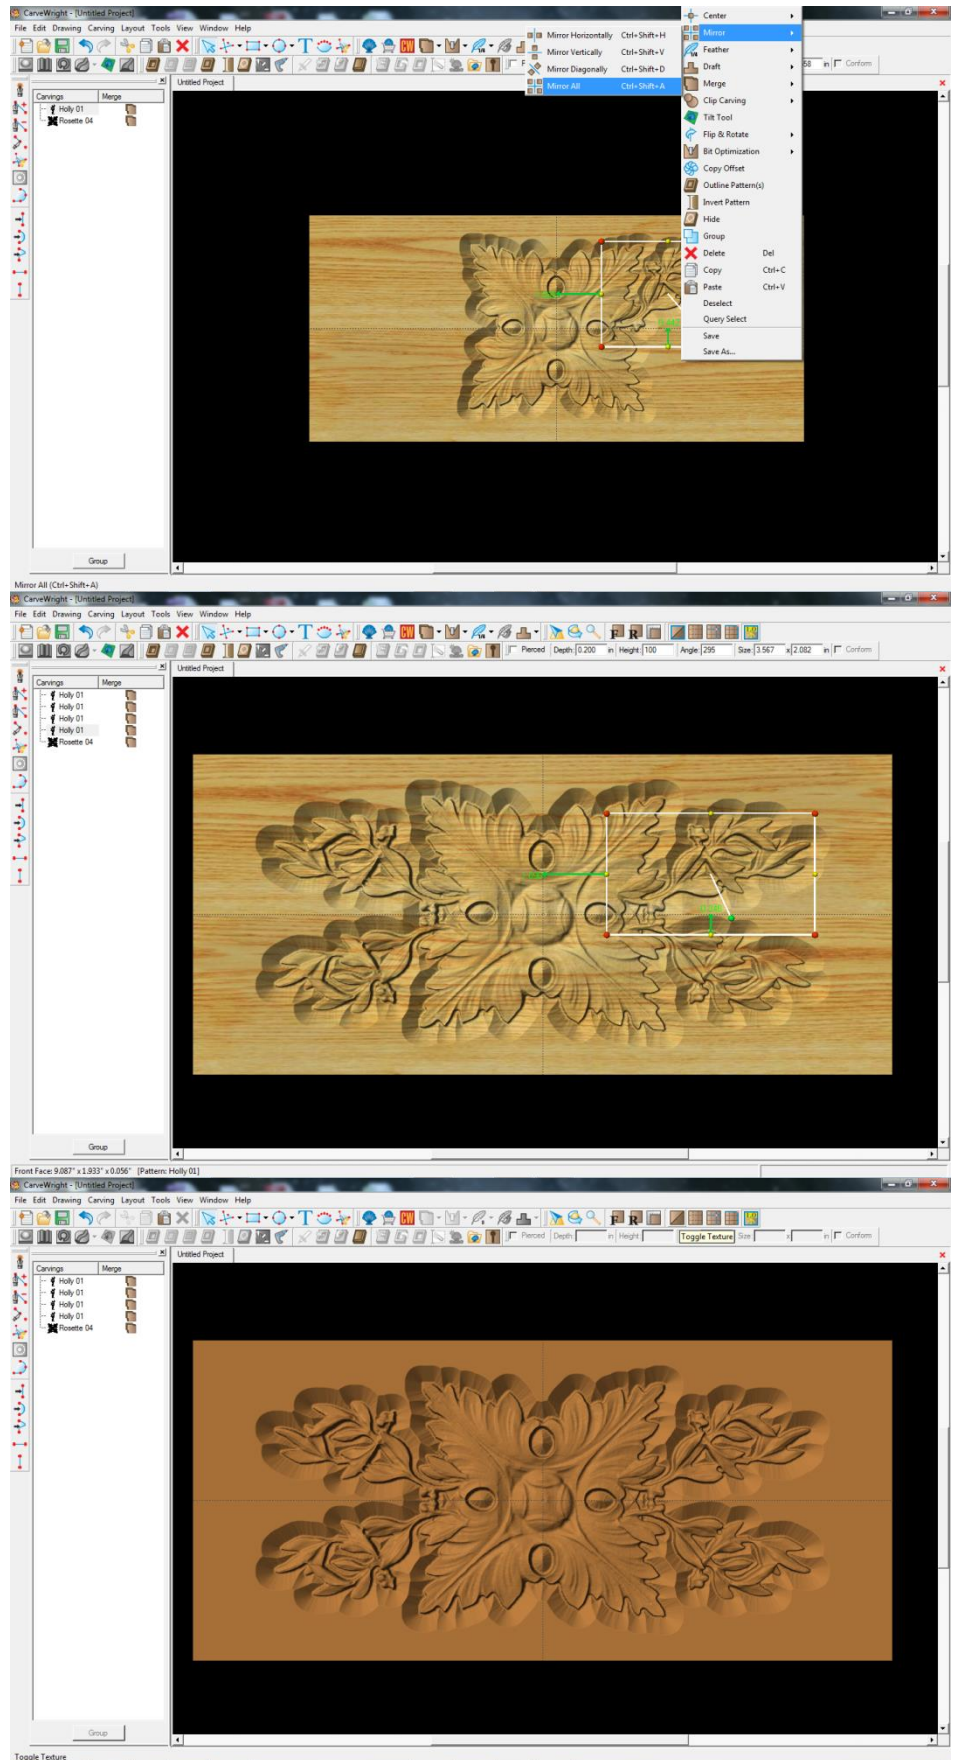 CarveWright - [Untitled Project]
File Edit Drawing Carving Layout Tools View Window Help
Center
Mirror
Feather
Draft
Merge
Clip Carving
Tilt Tool
Flip & Rotate
Bit Optimization
Copy Offset
Outline Pattern(s)
Invert Pattern
Hide
Group
Delete Del
Copy Ctrl+C
Paste Ctrl+V
Deselect
Query Select
Save
Save As...
Mirror Horizontally Ctrl+Shift+H
Mirror Vertically Ctrl+Shift+V
Mirror Diagonally Ctrl+Shift+D
Mirror All Ctrl+Shift+A
in Conform
Untitled Project
Carvings Merge
Holly 01
Rosette 04
Group
Mirror All (Ctrl+Shift+A)
CarveWright - [Untitled Project]
File Edit Drawing Carving Layout Tools View Window Help
Pierced Depth: 0.200 in Height: 100 Angle: 295 Size: 3.567 x 2.082 in Conform
Untitled Project
Carvings Merge
Holly 01
Holly 01
Holly 01
Holly 01
Rosette 04
Group
Front Face: 9.087" x 1.933" x 0.056" [Pattern: Holly 01]
CarveWright - [Untitled Project]
File Edit Drawing Carving Layout Tools View Window Help
Pierced Depth: in Height: Toggle Texture Size: x in Conform
Untitled Project
Carvings Merge
Holly 01
Holly 01
Holly 01
Holly 01
Rosette 04
Group
Toggle Texture